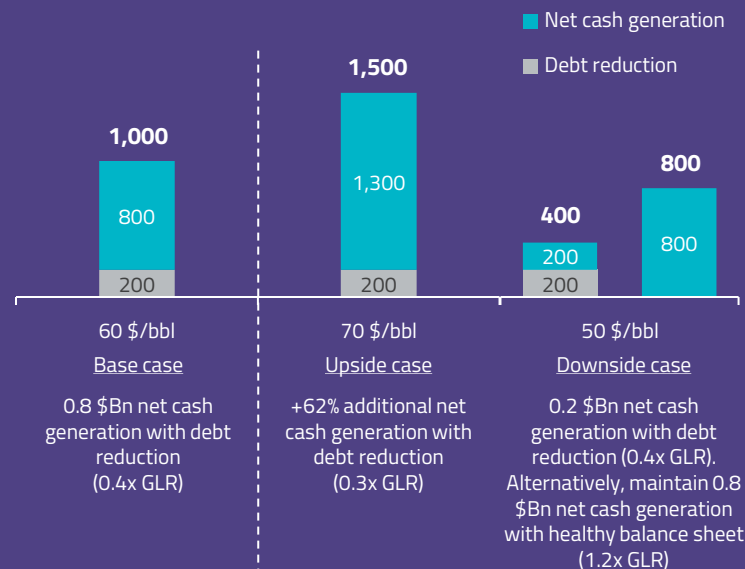 Net cash generation
Debt reduction
1,000
800
200
1,500
1,300
200
400
200
200
800
800
60 $/bbl
Base case
0.8 $Bn net cash
generation with debt
reduction
(0.4x GLR)
70 $/bbl
Upside case
+62% additional net
cash generation with
debt reduction
(0.3x GLR)
50 $/bbl
Downside case
0.2 $Bn net cash
generation with debt
reduction (0.4x GLR).
Alternatively, maintain 0.8
$Bn net cash generation
with healthy balance sheet
(1.2x GLR)